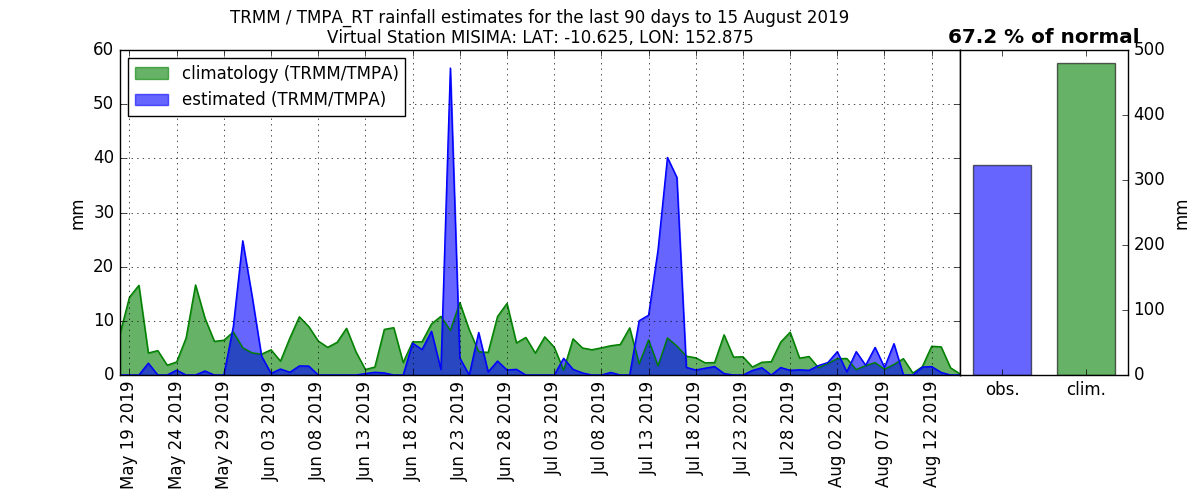 TRMM / TMPA_RT rainfall estimates for the last 90 days to 15 August 2019
Virtual Station MISIMA: LAT: -10.625, LON: 152.875
67.2 % of normal
climatology (TRMM/TMPA)
estimated (TRMM/TMPA)
60
50
40
30
20
10
0
mm
500
400
300
200
100
0
mm
May 19 2019
May 24 2019
May 29 2019
Jun 03 2019
Jun 08 2019
Jun 13 2019
Jun 18 2019
Jun 23 2019
Jun 28 2019
Jul 03 2019
Jul 08 2019
Jul 13 2019
Jul 18 2019
Jul 23 2019
Jul 28 2019
Aug 02 2019
Aug 07 2019
Aug 12 2019
obs.
clim.